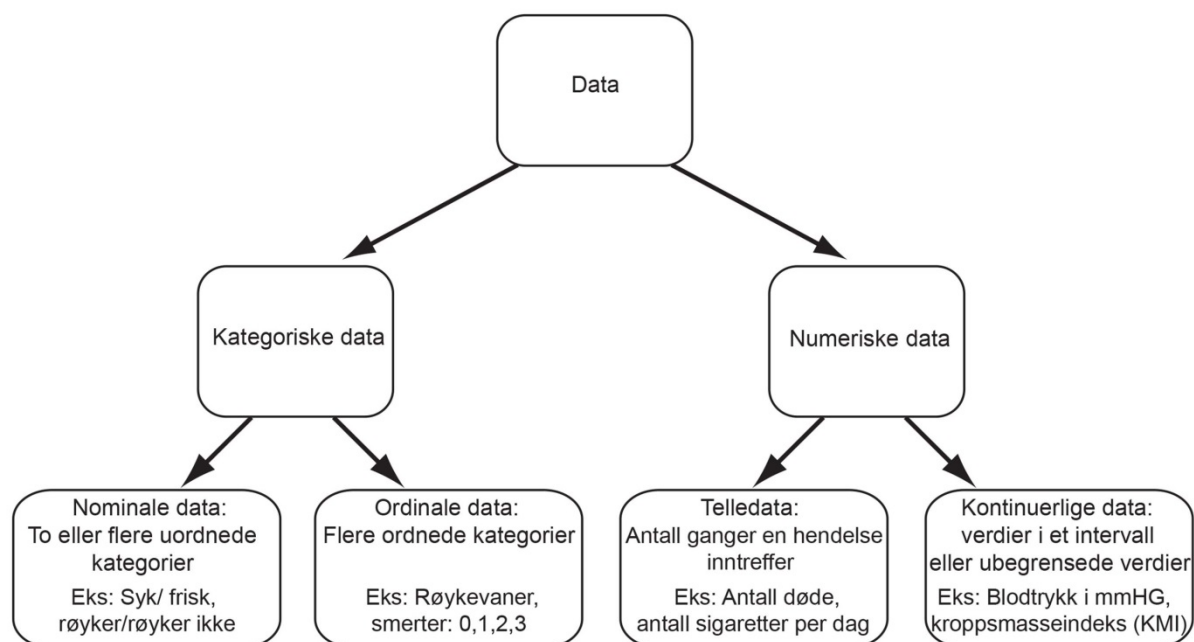 Data
Kategoriske data
Numeriske data
Nominale data:
To eller flere uordnede
kategorier
Eks: Syk/ frisk,
røyker/røyker ikke
Ordinale data:
Flere ordnede kategorier
Eks: Røykevaner,
smerter: 0,1,2,3
Telledata:
Antall ganger en hendelse
inntreffer
Eks: Antall døde,
antall sigaretter per dag
Kontinuerlige data:
verdier i et intervall
eller ubegrensede verdier
Eks: Blodtrykk i mmHG,
kroppsmasseindeks (KMI)